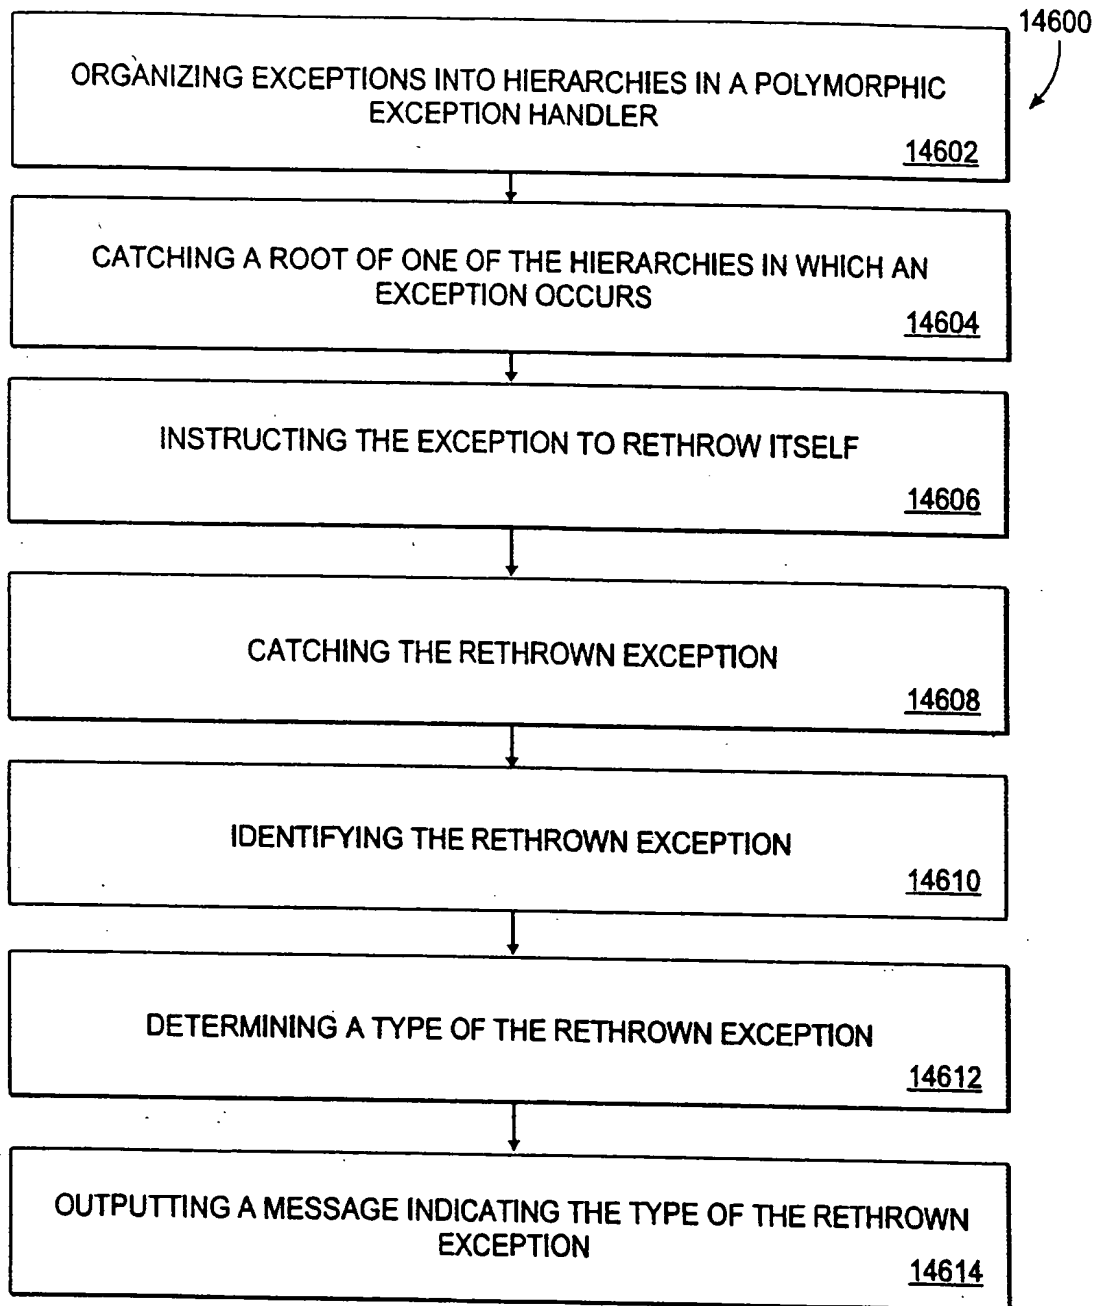 14600
ORGANIZING EXCEPTIONS INTO HIERARCHIES IN A POLYMORPHIC
EXCEPTION HANDLER
14602
CATCHING A ROOT OF ONE OF THE HIERARCHIES IN WHICH AN
EXCEPTION OCCURS
14604
INSTRUCTING THE EXCEPTION TO RETHROW ITSELF
14606
CATCHING THE RETHROWN EXCEPTION
14608
IDENTIFYING THE RETHROWN EXCEPTION
14610
DETERMINING A TYPE OF THE RETHROWN EXCEPTION
14612
OUTPUTTING A MESSAGE INDICATING THE TYPE OF THE RETHROWN
EXCEPTION
14614